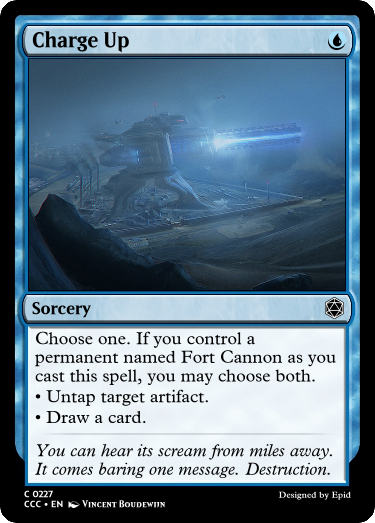 Charge Up
Sorcery
Choose one. If you control a
permanent named Fort Cannon as you
cast this spell, you may choose both.
• Untap target artifact.
• Draw a card.
You can hear its scream from miles away.
It comes baring one message. Destruction.
C 0227
CCC • EN Vincent Boudewijn
Designed by Epid